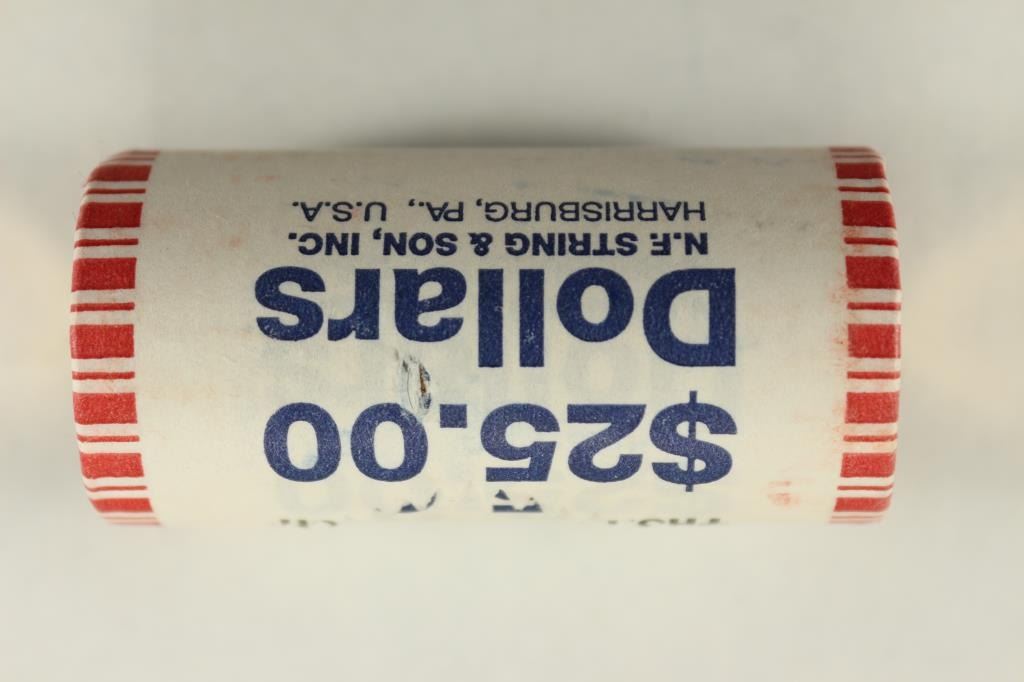 $25.00
Dollars
N.F. STRING & SON, INC.
HARRISBURG, PA., U.S.A.